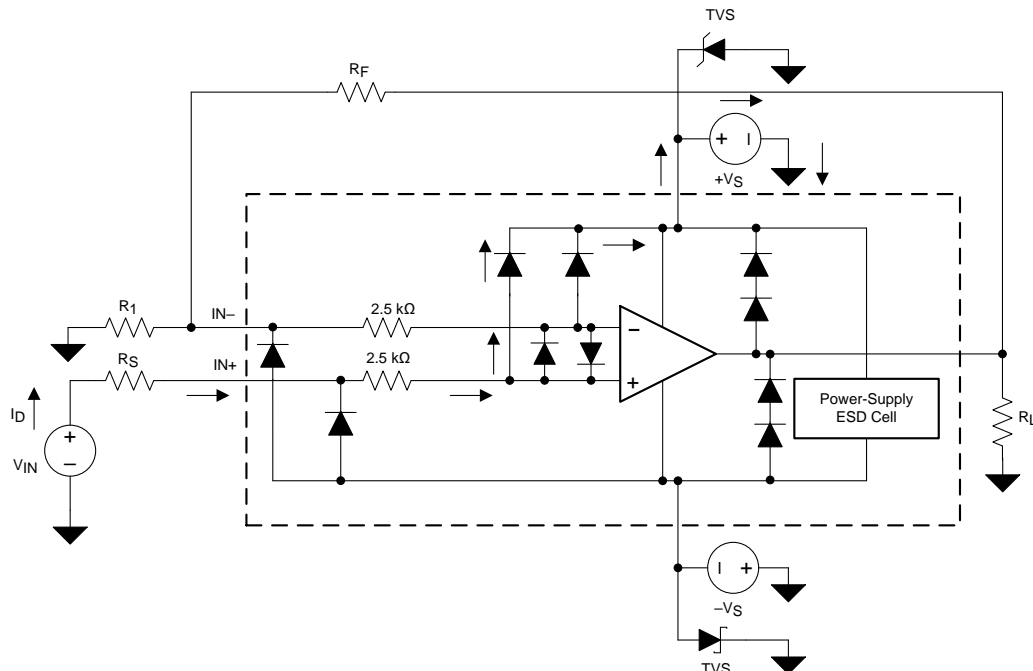 TVS
RF
+ –
+VS
R1
IN–
2.5 kΩ
RS
IN+
2.5 kΩ
–
+
Power-Supply
ESD Cell
RL
ID
+
–
VIN
+
–VS
TVS